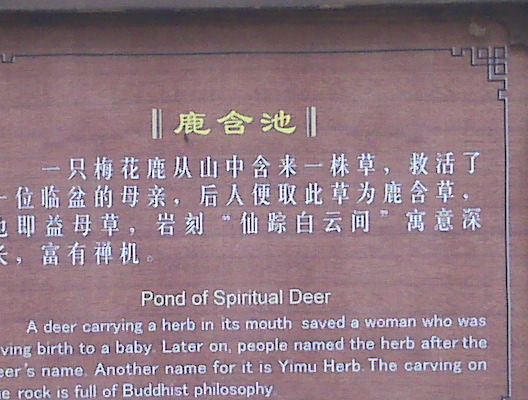 鹿含池
一只梅花鹿从山中含来一株草，救活了
一位临盆的母亲，后人便取此草为鹿含草，
也即益母草，岩刻“仙踪白云间”寓意深
长，富有禅机。
Pond of Spiritual Deer
A deer carrying a herb in its mouth saved a woman who was
ving birth to a baby. Later on, people named the herb after the
eer's name. Another name for it is Yimu Herb. The carving on
e rock is full of Buddhist philosophy.